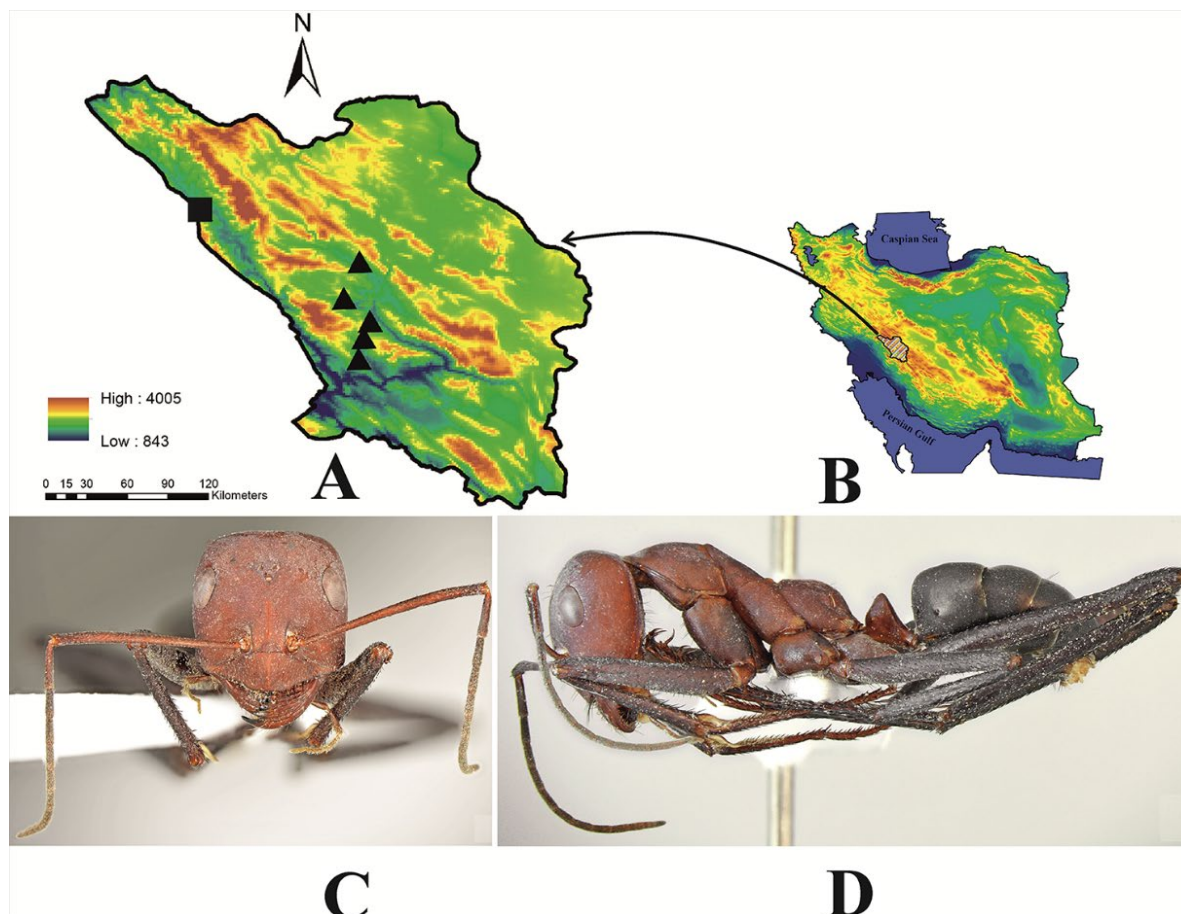 N
Caspian Sea
Persian Gulf
High : 4005
Low : 843
0 15 30 60 90 120
Kilometers
A
B
C
D